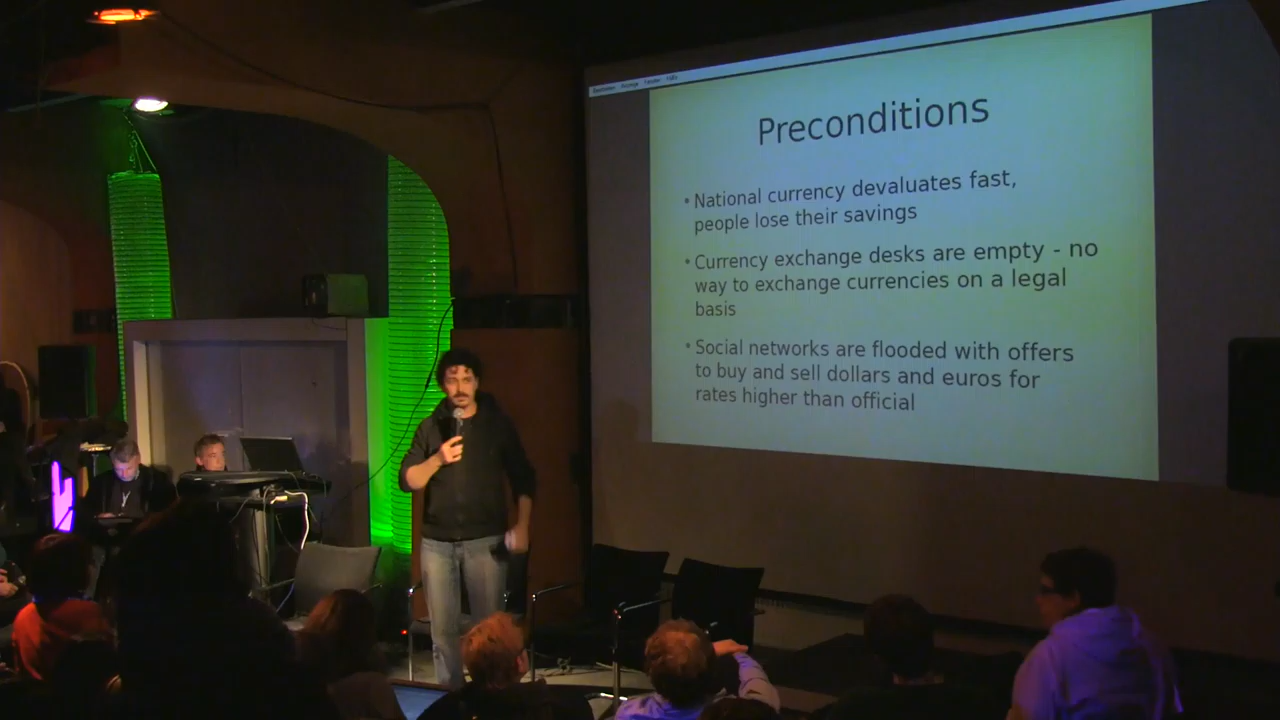 Preconditions
• National currency devaluates fast,
people lose their savings
• Currency exchange desks are empty - no
way to exchange currencies on a legal
basis
• Social networks are flooded with offers
to buy and sell dollars and euros for
rates higher than official